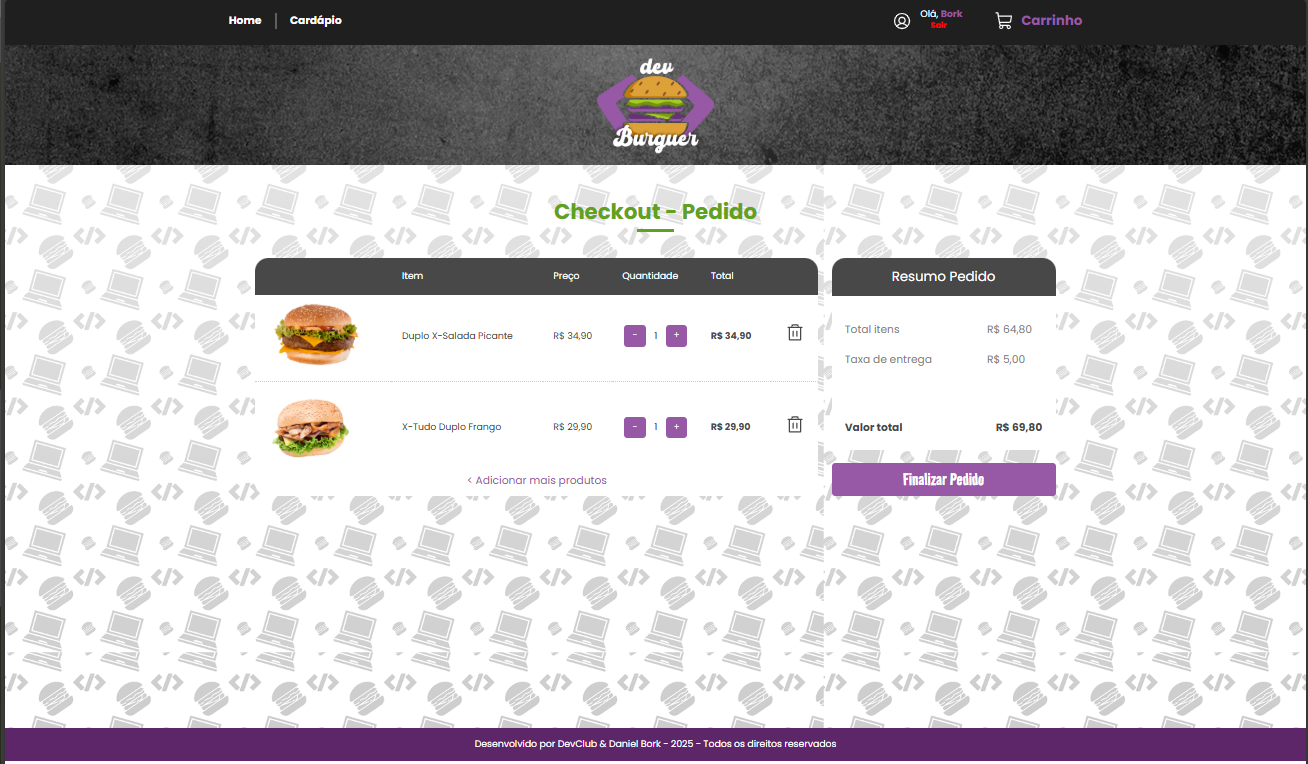 Home | Cardápio
Olá, Bork
Sair
Carrinho
dev
Burguer
Checkout - Pedido
Item Preço Quantidade Total
Duplo X-Salada Picante R$ 34,90 - 1 + R$ 34,90
X-Tudo Duplo Frango R$ 29,90 - 1 + R$ 29,90
< Adicionar mais produtos
Resumo Pedido
Total itens R$ 64,80
Taxa de entrega R$ 5,00
Valor total R$ 69,80
Finalizar Pedido
Desenvolvido por DevClub & Daniel Bork - 2025 - Todos os direitos reservados